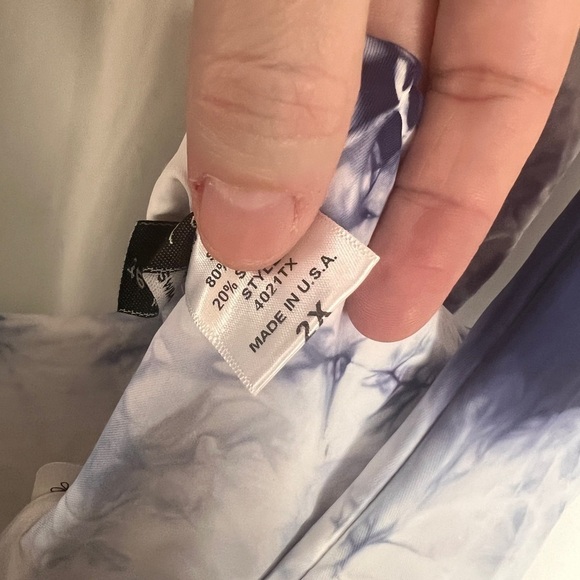 80%
20% S
STYLE
4021TX
MADE IN U.S.A.
2X